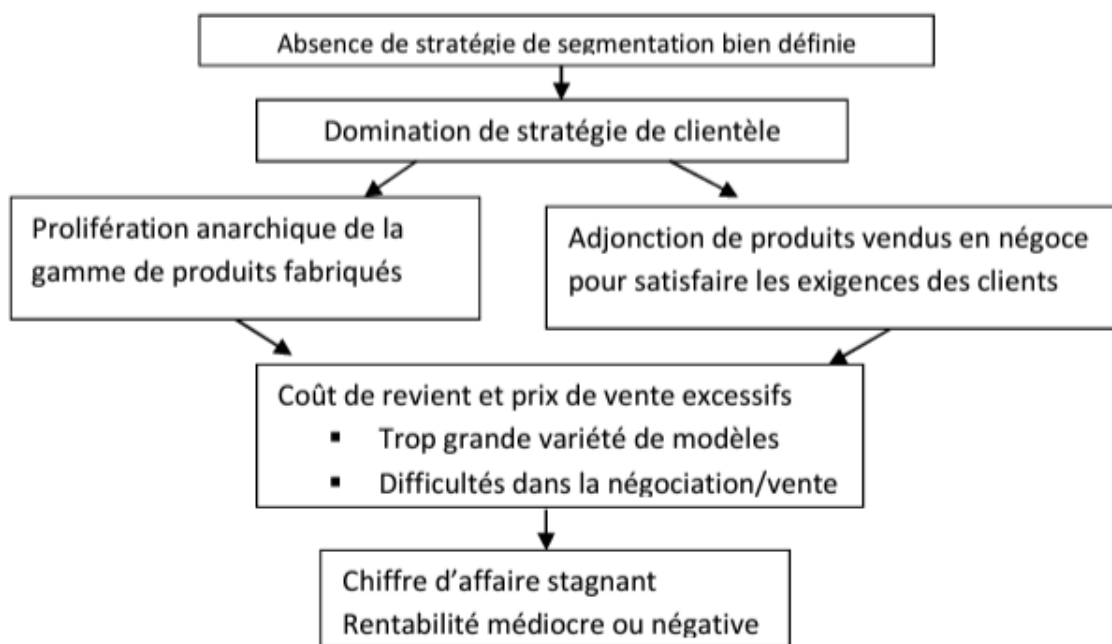 Absence de stratégie de segmentation bien définie
Domination de stratégie de clientèle
Prolifération anarchique de la
gamme de produits fabriqués
Adjonction de produits vendus en négoce
pour satisfaire les exigences des clients
Coût de revient et prix de vente excessifs
▪ Trop grande variété de modèles
▪ Difficultés dans la négociation/vente
Chiffre d’affaire stagnant
Rentabilité médiocre ou négative